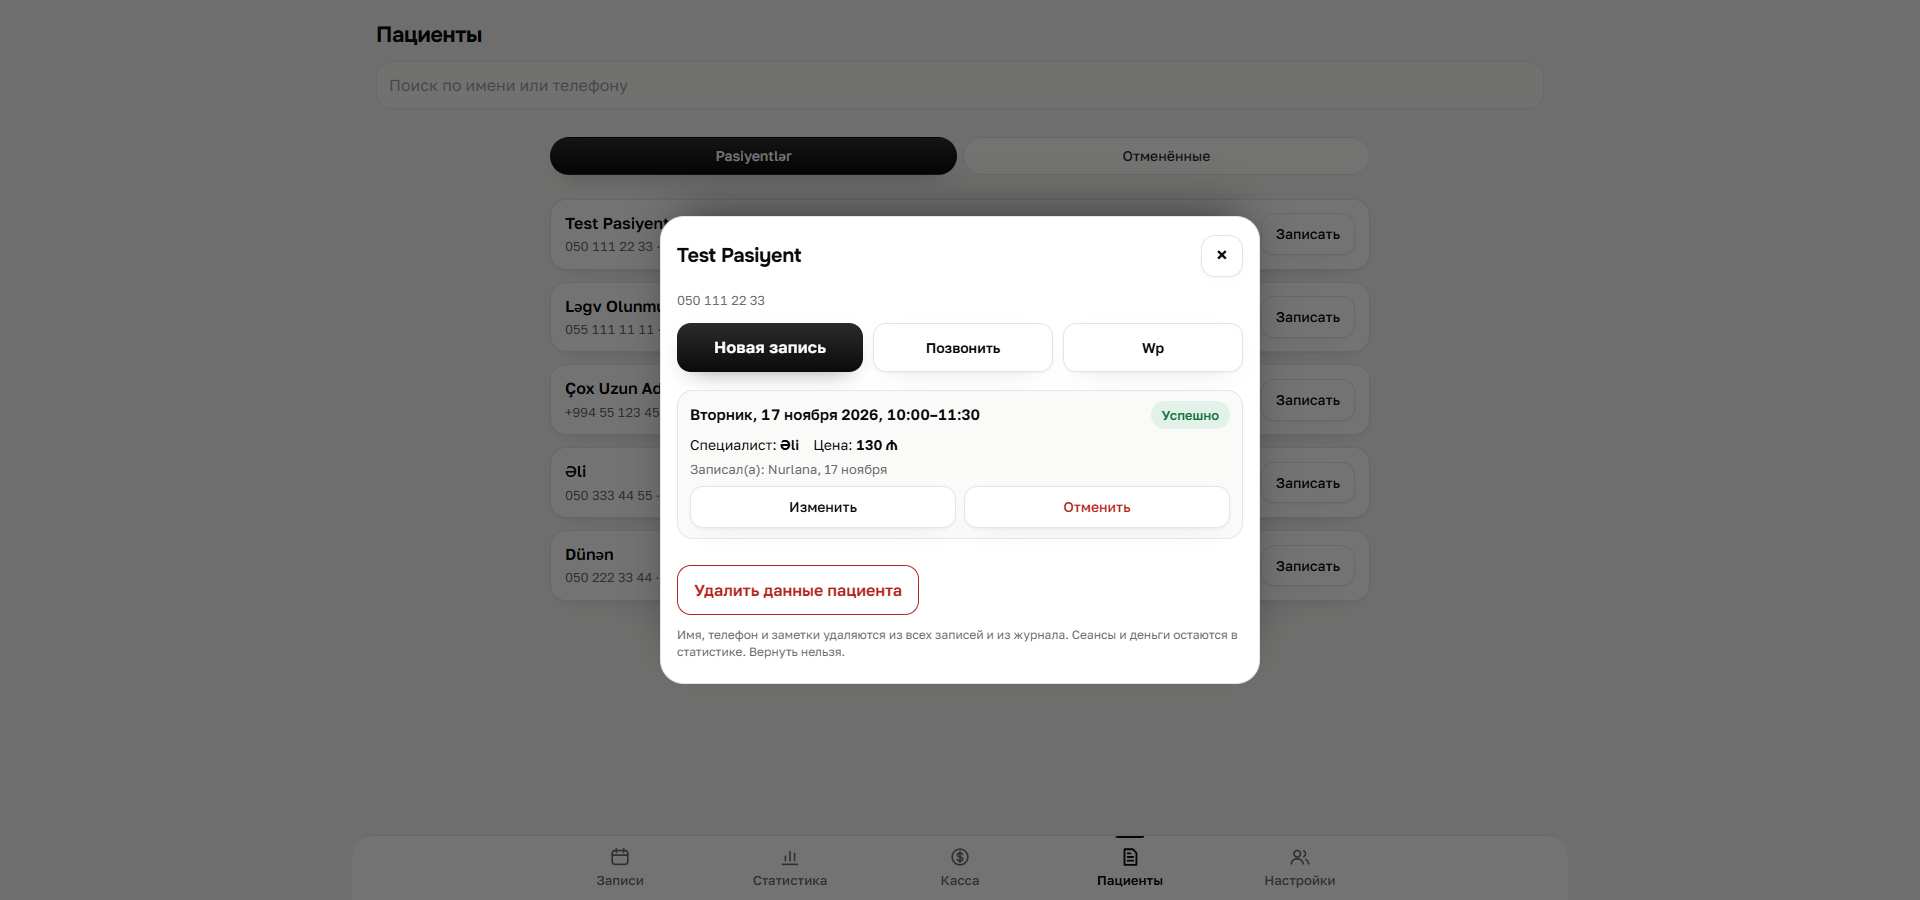 Пациенты
Поиск по имени или телефону
Pasiyentlər
Отменённые
Test Pasiyent
050 111 22 33 ·
Записать
Ləgv Olunmu
055 111 11 11 ·
Записать
Çox Uzun Ad
+994 55 123 45
Записать
Əli
050 333 44 55 ·
Записать
Dünən
050 222 33 44 ·
Записать
Test Pasiyent
×
050 111 22 33
Новая запись
Позвонить
Wp
Вторник, 17 ноября 2026, 10:00–11:30
Успешно
Специалист: Əli Цена: 130 ₼
Записал(а): Nurlana, 17 ноября
Изменить
Отменить
Удалить данные пациента
Имя, телефон и заметки удаляются из всех записей и из журнала. Сеансы и деньги остаются в
статистике. Вернуть нельзя.
Записи
Статистика
Касса
Пациенты
Настройки